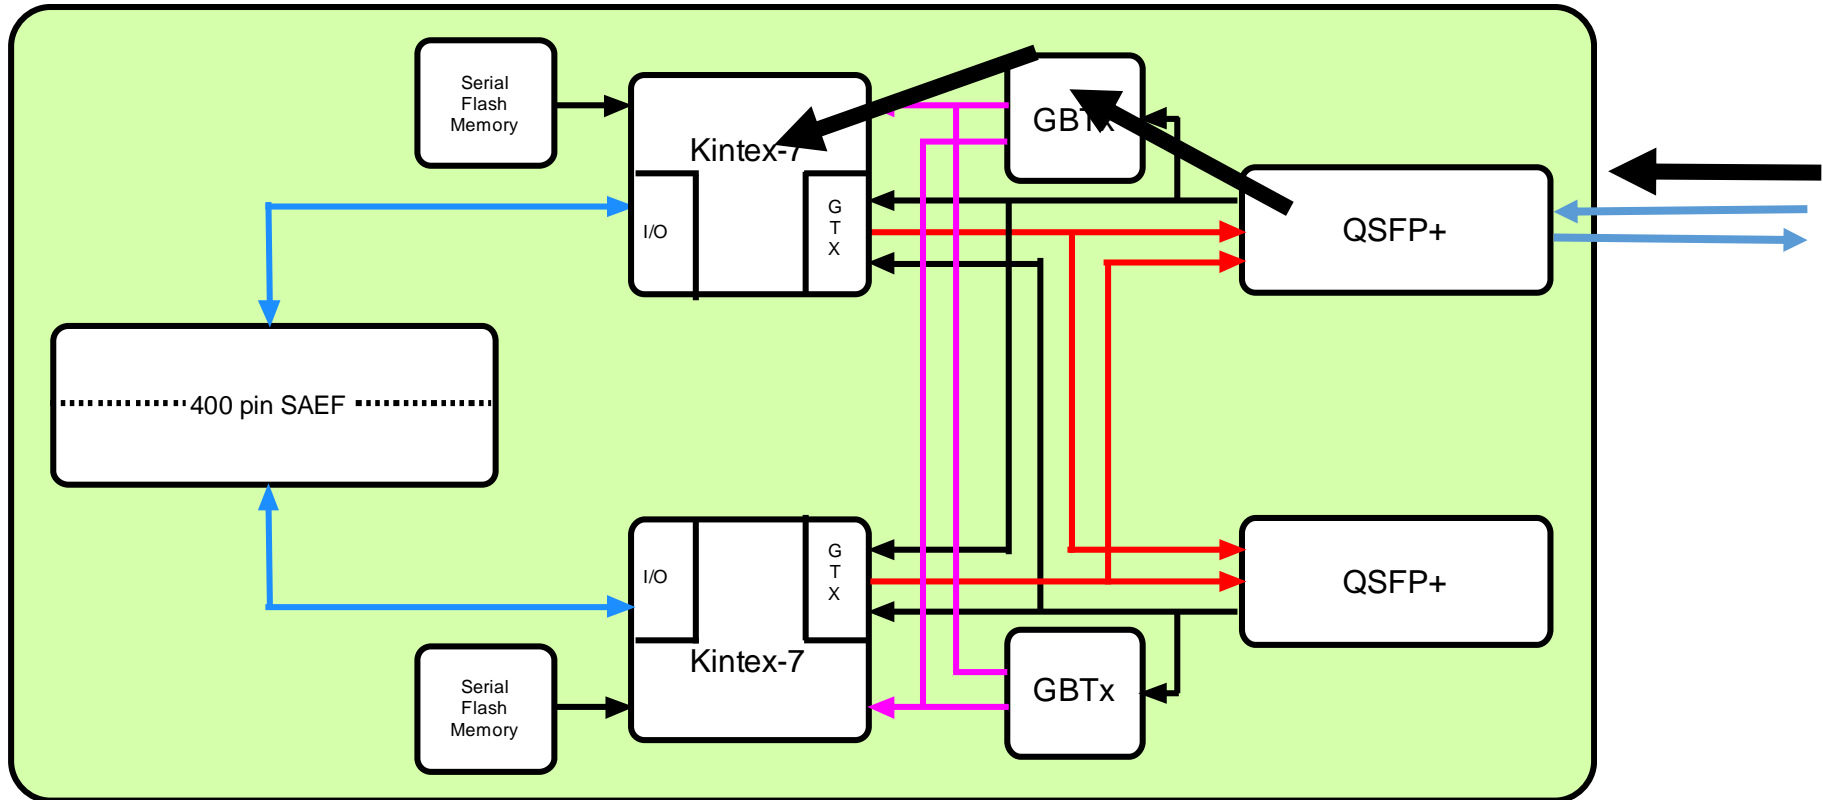 Serial
Flash
Memory
Kintex-7
I/O
G
T
X
GBTx
QSFP+
400 pin SAEF
I/O
G
T
X
Kintex-7
QSFP+
Serial
Flash
Memory
GBTx